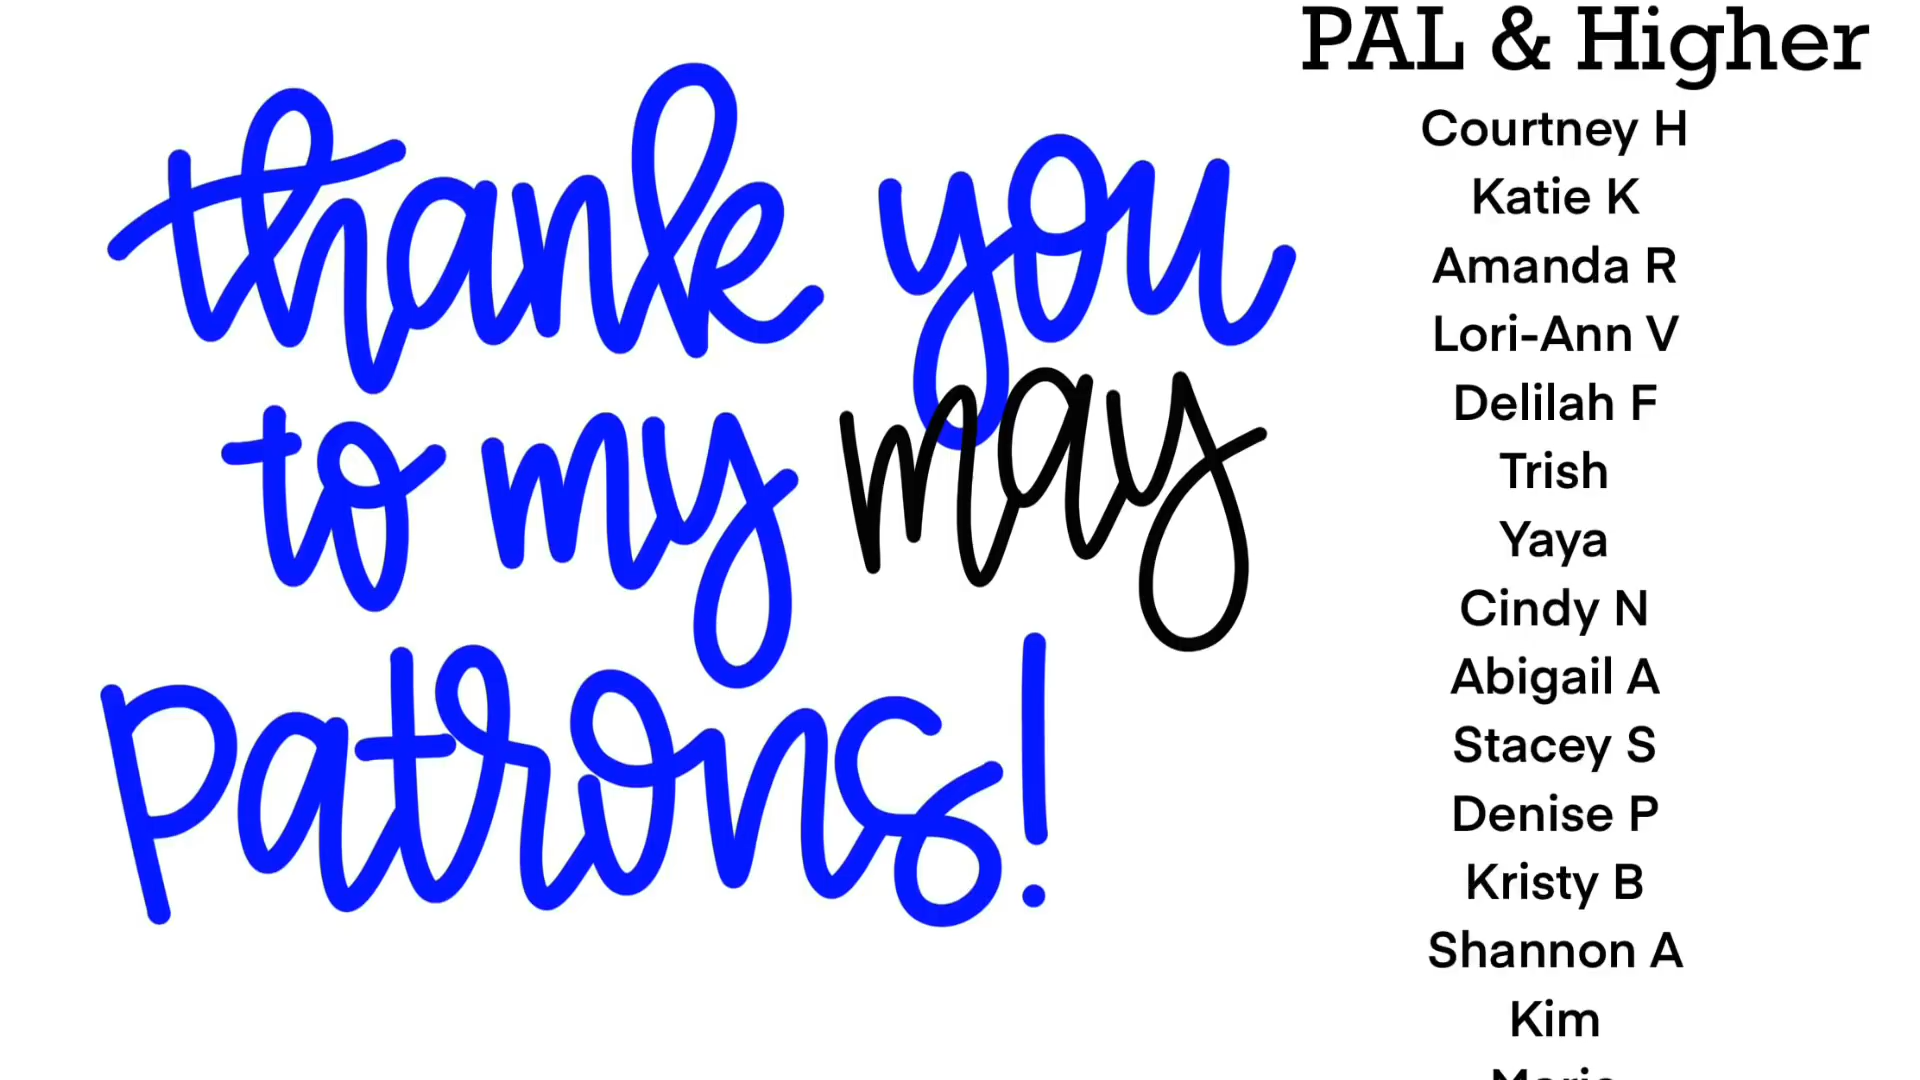 thank you
to my may
patrons!
PAL & Higher
Courtney H
Katie K
Amanda R
Lori-Ann V
Delilah F
Trish
Yaya
Cindy N
Abigail A
Stacey S
Denise P
Kristy B
Shannon A
Kim